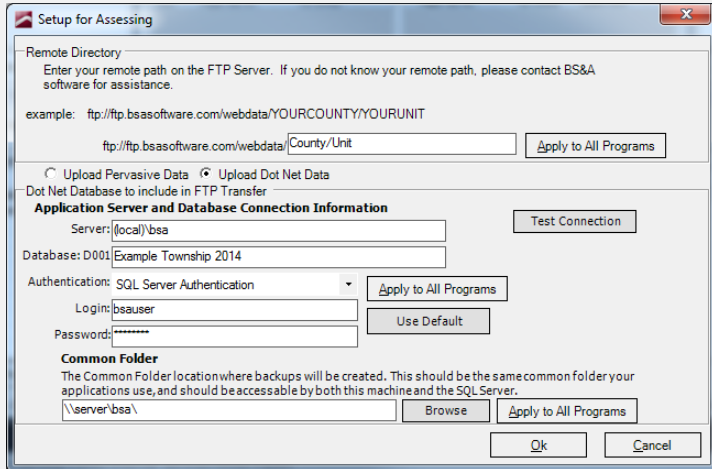 Setup for Assessing
Remote Directory
Enter your remote path on the FTP Server. If you do not know your remote path, please contact BS&A
software for assistance.
example: ftp://ftp.bsasoftware.com/webdata/YOURCOUNTY/YOURUNIT
ftp://ftp.bsasoftware.com/webdata/ County/Unit Apply to All Programs
Upload Pervasive Data Upload Dot Net Data
Dot Net Database to include in FTP Transfer
Application Server and Database Connection Information
Server: (local)\bsa Test Connection
Database: D001 Example Township 2014
Authentication: SQL Server Authentication Apply to All Programs
Login: bsauser Use Default
Password: ********
Common Folder
The Common Folder location where backups will be created. This should be the same common folder your
applications use, and should be accessable by both this machine and the SQL Server.
\\server\bsa\ Browse Apply to All Programs
Ok Cancel